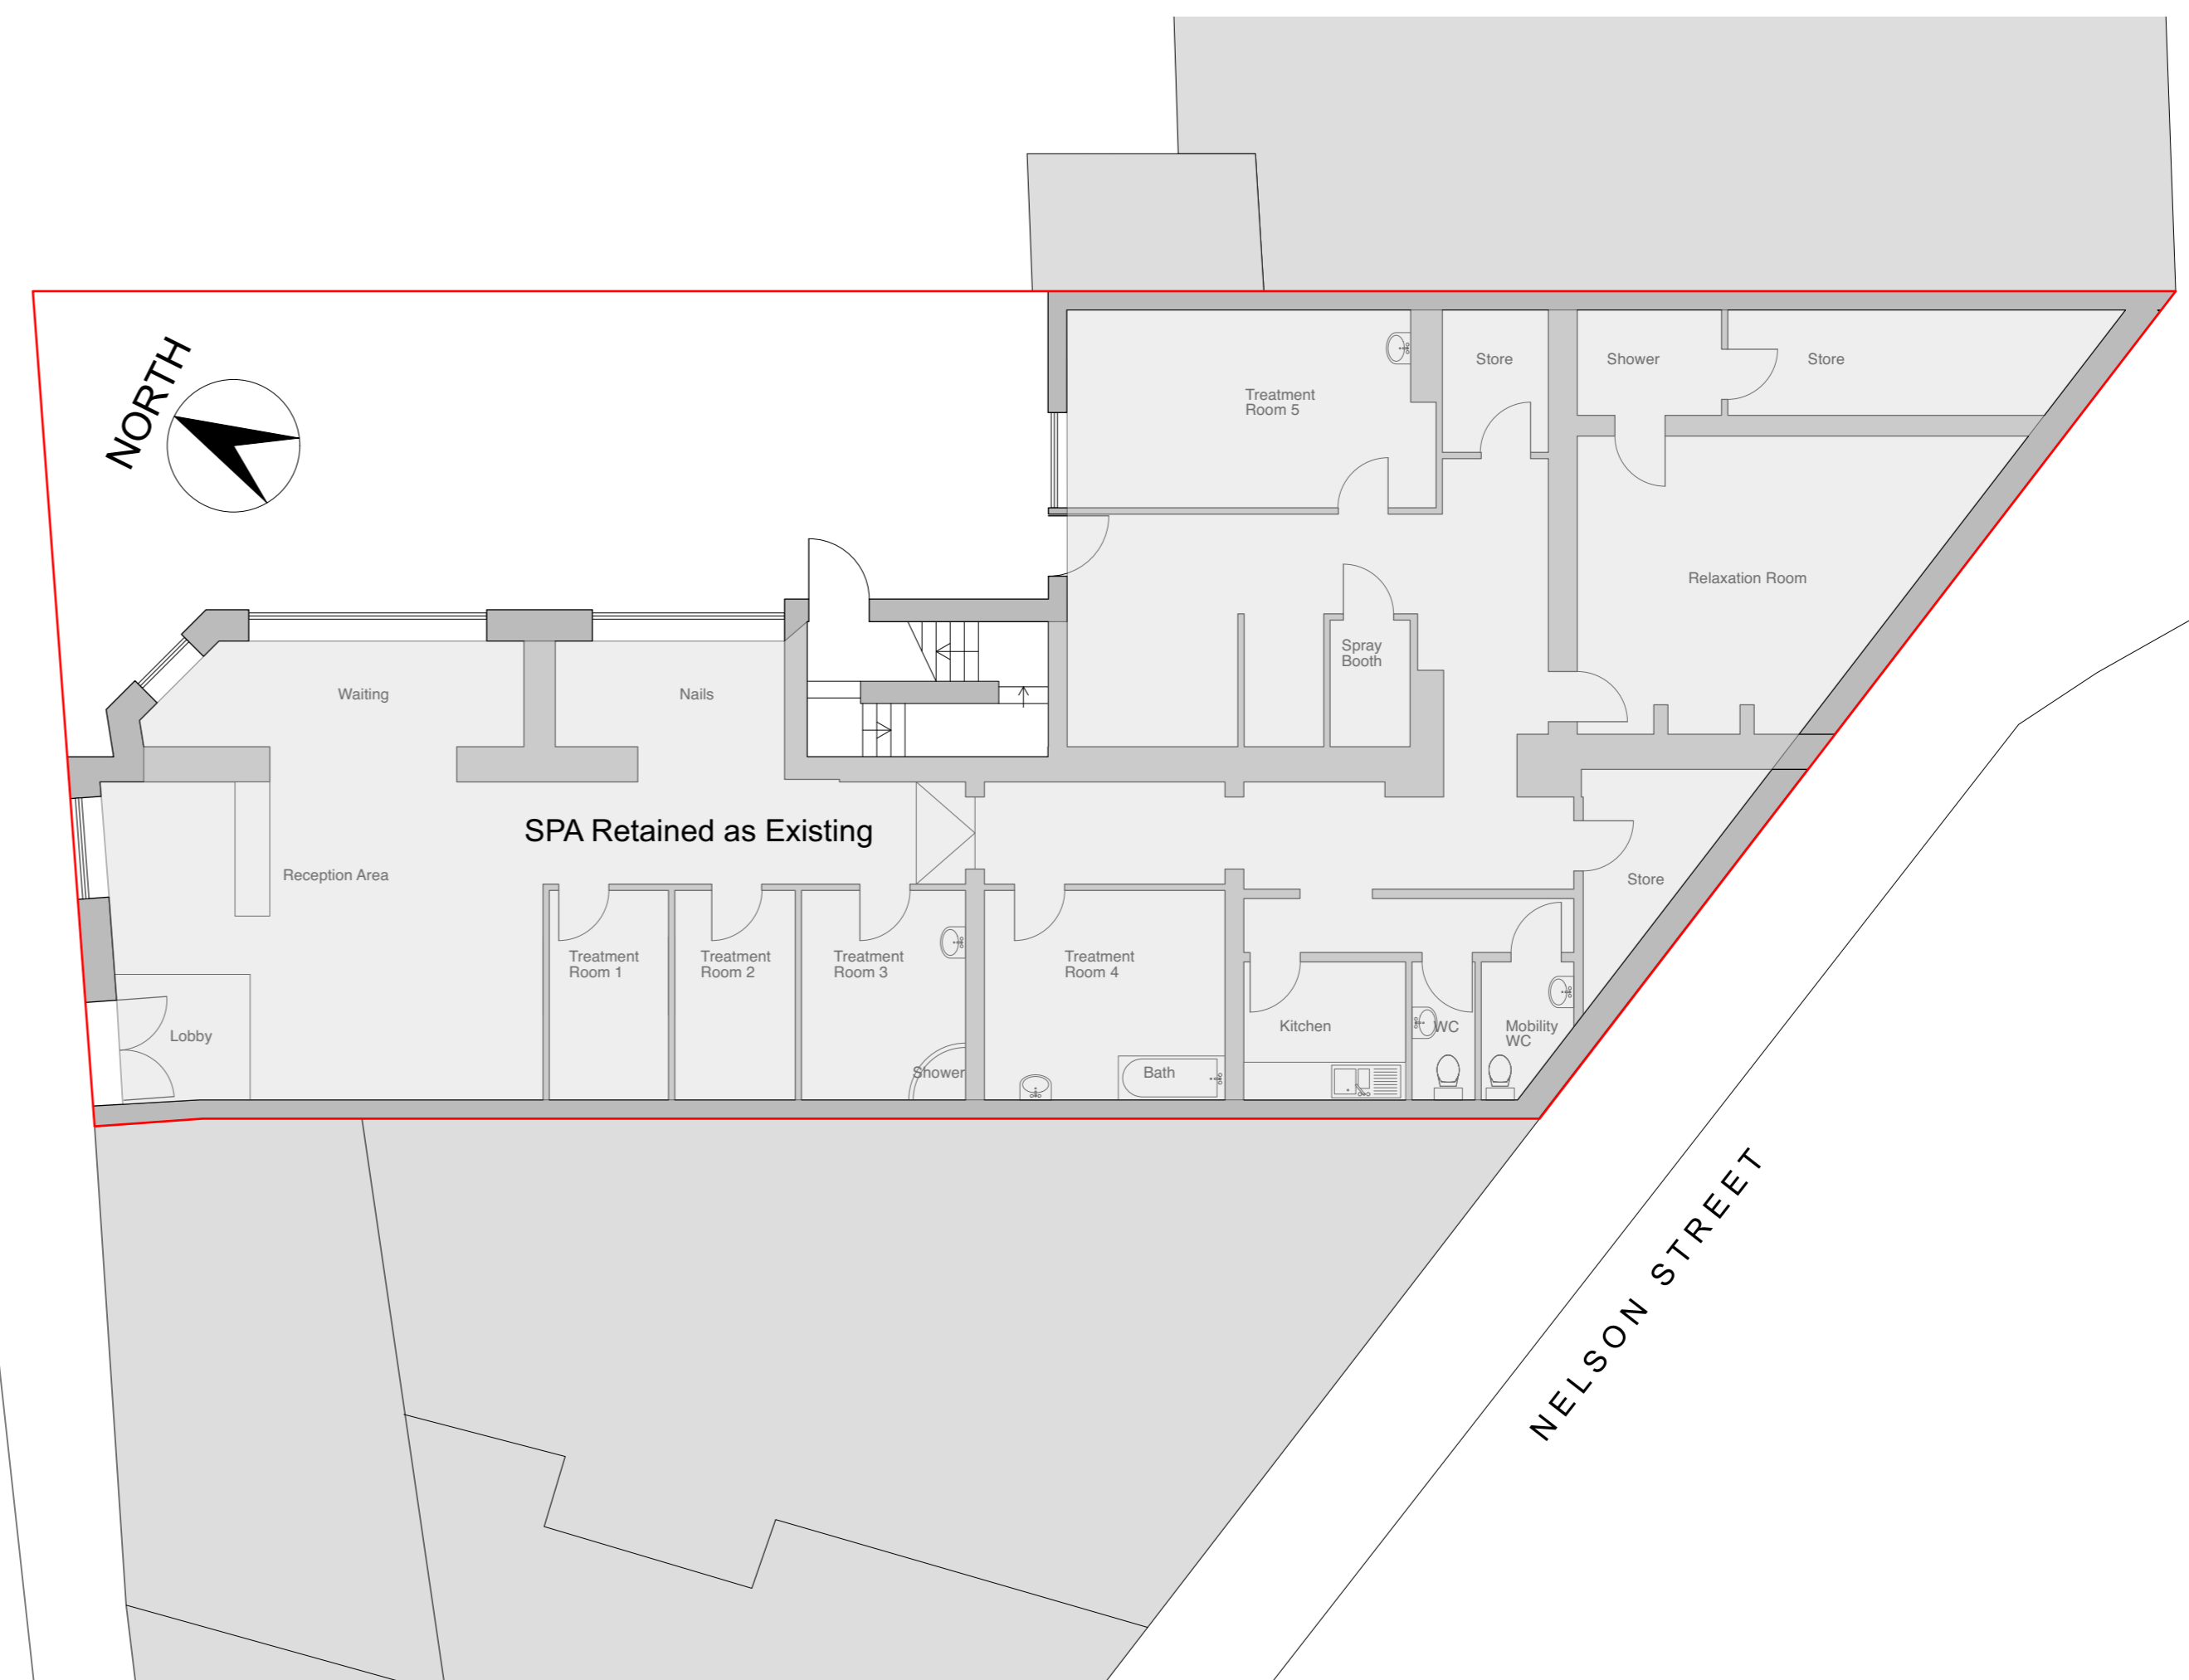 NORTH
Treatment
Room 5
Store
Shower
Store
Relaxation Room
Spray
Booth
Waiting
Nails
SPA Retained as Existing
Reception Area
Store
Treatment
Room 1
Treatment
Room 2
Treatment
Room 3
Treatment
Room 4
Lobby
Kitchen
WC
Mobility
WC
Shower
Bath
NELSON STREET